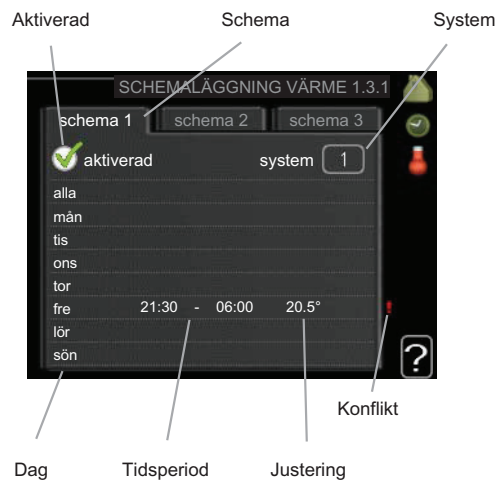 Aktiverad Schema System
SCHEMALÄGGNING VÄRME 1.3.1
schema 1 schema 2 schema 3
aktiverad system 1
alla
mån
tis
ons
tor
fre 21:30 - 06:00 20.5°
lör
sön
?
Konflikt
Dag Tidsperiod Justering